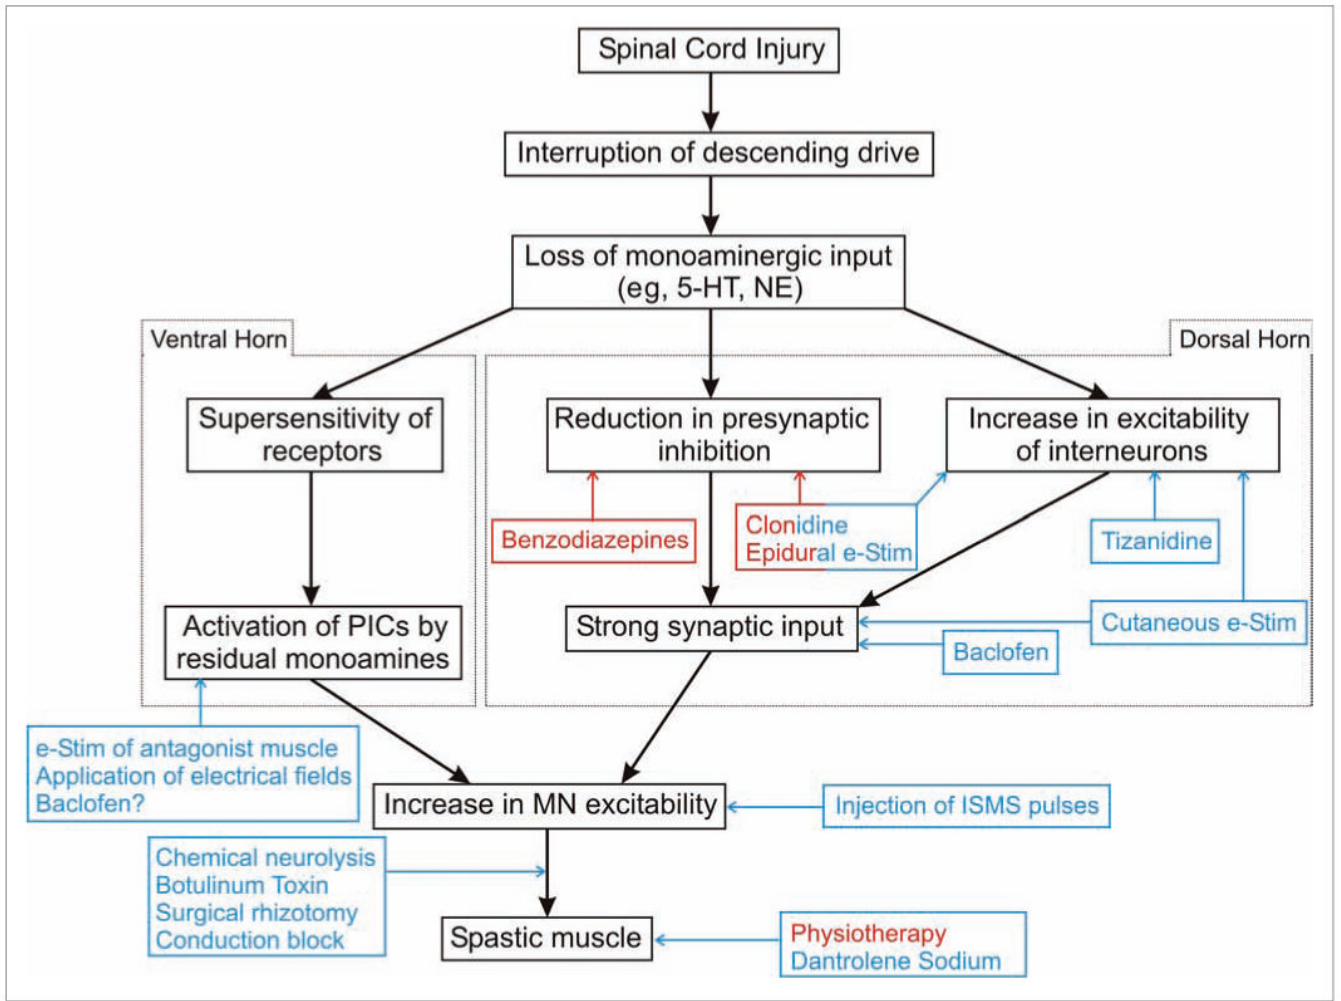 Spinal Cord Injury
Interruption of descending drive
Loss of monoaminergic input
(eg, 5-HT, NE)
Ventral Horn
Dorsal Horn
Supersensitivity of
receptors
Reduction in presynaptic
inhibition
Increase in excitability
of interneurons
Benzodiazepines
Clonidine
Epidural e-Stim
Tizanidine
Activation of PICs by
residual monoamines
Strong synaptic input
Cutaneous e-Stim
Baclofen
e-Stim of antagonist muscle
Application of electrical fields
Baclofen?
Increase in MN excitability
Injection of ISMS pulses
Chemical neurolysis
Botulinum Toxin
Surgical rhizotomy
Conduction block
Spastic muscle
Physiotherapy
Dantrolene Sodium